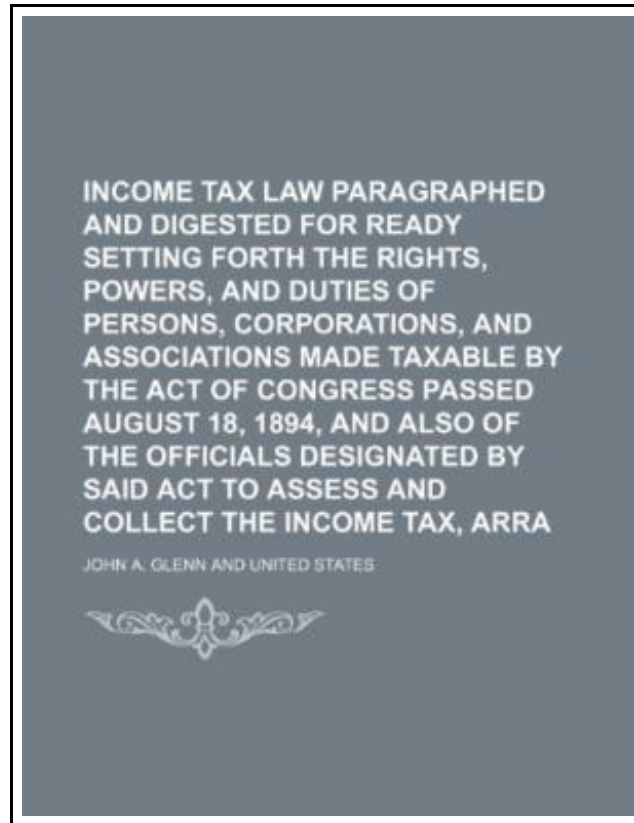 INCOME TAX LAW PARAGRAPHED
AND DIGESTED FOR READY
SETTING FORTH THE RIGHTS,
POWERS, AND DUTIES OF
PERSONS, CORPORATIONS, AND
ASSOCIATIONS MADE TAXABLE BY
THE ACT OF CONGRESS PASSED
AUGUST 18, 1894, AND ALSO OF
THE OFFICIALS DESIGNATED BY
SAID ACT TO ASSESS AND
COLLECT THE INCOME TAX, ARRA
JOHN A. GLENN AND UNITED STATES